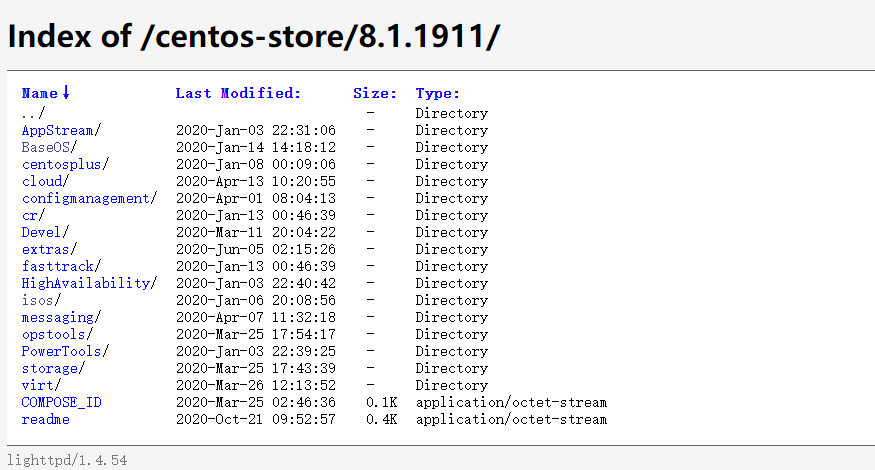 Index of /centos-store/8.1.1911/
Name↓ Last Modified: Size: Type:
../ - Directory
AppStream/ 2020-Jan-03 22:31:06 - Directory
BaseOS/ 2020-Jan-14 14:18:12 - Directory
centosplus/ 2020-Jan-08 00:09:06 - Directory
cloud/ 2020-Apr-13 10:20:55 - Directory
configmanagement/ 2020-Apr-01 08:04:13 - Directory
cr/ 2020-Jan-13 00:46:39 - Directory
Devel/ 2020-Mar-11 20:04:22 - Directory
extras/ 2020-Jun-05 02:15:26 - Directory
fasttrack/ 2020-Jan-13 00:46:39 - Directory
HighAvailability/ 2020-Jan-03 22:40:42 - Directory
isos/ 2020-Jan-06 20:08:56 - Directory
messaging/ 2020-Apr-07 11:32:18 - Directory
opstools/ 2020-Mar-25 17:54:17 - Directory
PowerTools/ 2020-Jan-03 22:39:25 - Directory
storage/ 2020-Mar-25 17:43:39 - Directory
virt/ 2020-Mar-26 12:13:52 - Directory
COMPOSE_ID 2020-Mar-25 02:46:36 0.1K application/octet-stream
readme 2020-Oct-21 09:52:57 0.4K application/octet-stream
lighttpd/1.4.54